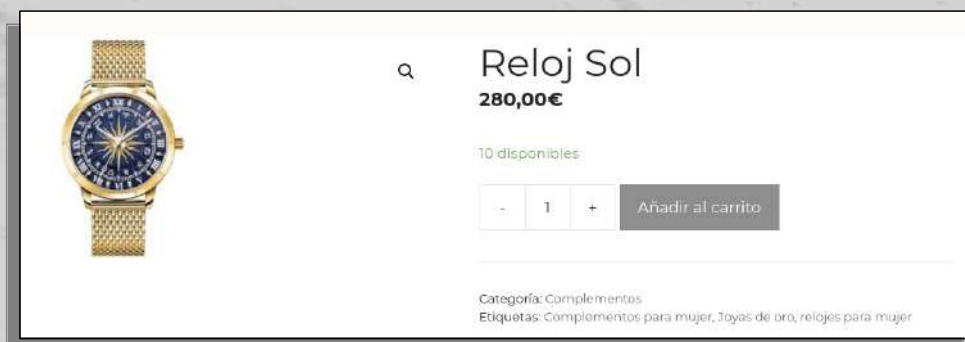 Reloj Sol
280,00€
10 disponibles
- 1 + Añadir al carrito
Categoría: Complementos
Etiquetas: Complementos para mujer, Joyas de oro, relojes para mujer